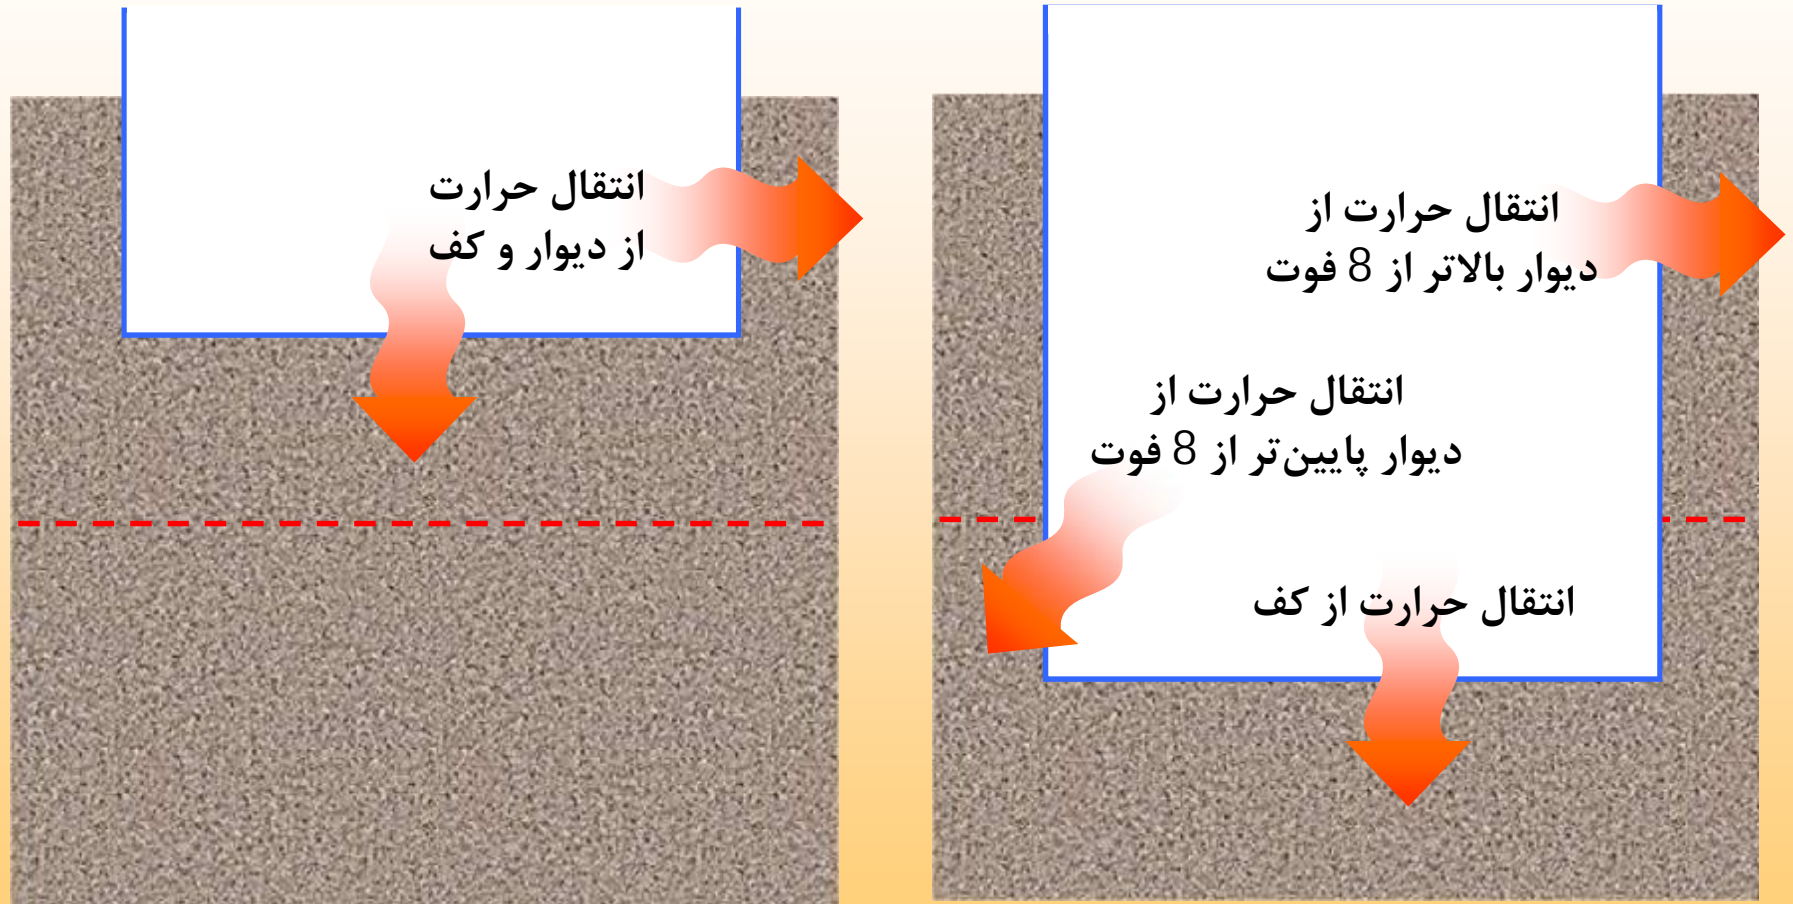 انتقال حرارت
از دیوار و کف
انتقال حرارت از
دیوار بالاتر از 8 فوت
انتقال حرارت از
دیوار پایین‌تر از 8 فوت
انتقال حرارت از کف